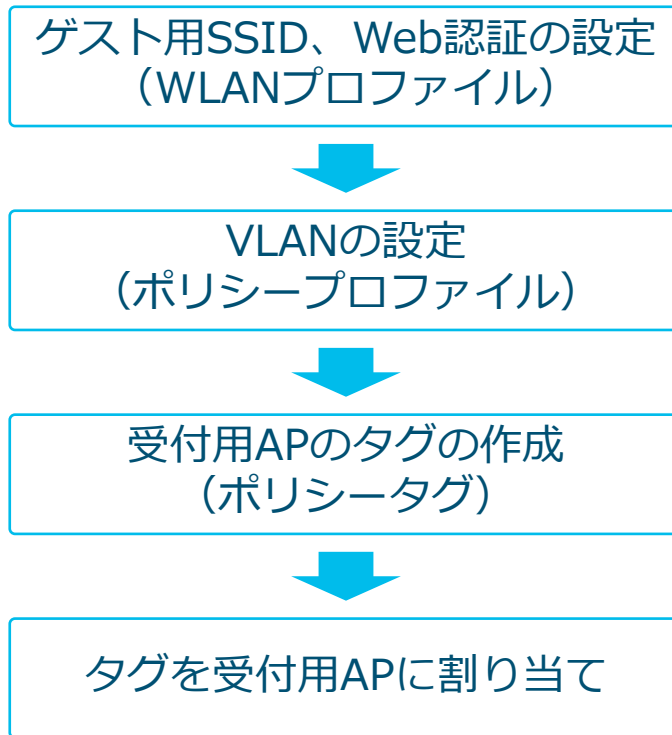 ゲスト用SSID、Web認証の設定
（WLANプロファイル）
VLANの設定
（ポリシープロファイル）
受付用APのタグの作成
（ポリシータグ）
タグを受付用APに割り当て